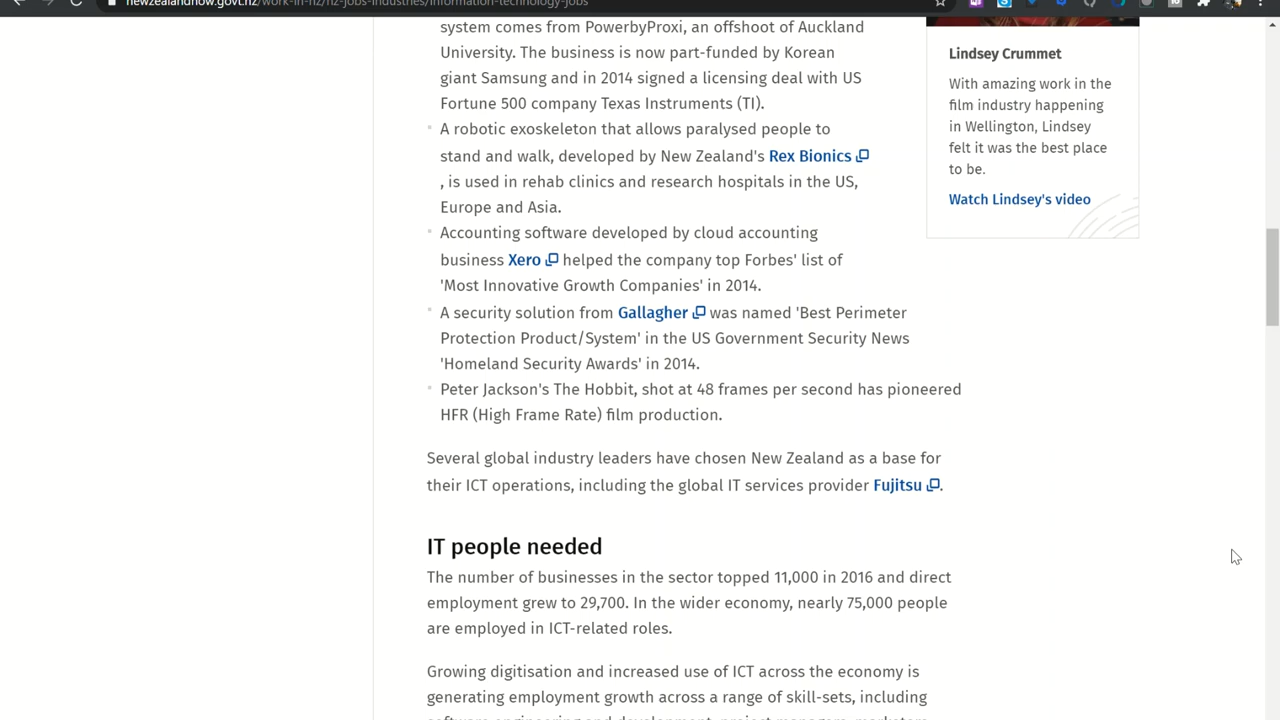 newzealandnow.govt.nz/work-in-nz/nz-jobs-industries/information-technology-jobs
system comes from PowerbyProxi, an offshoot of Auckland
University. The business is now part-funded by Korean
giant Samsung and in 2014 signed a licensing deal with US
Fortune 500 company Texas Instruments (TI).
A robotic exoskeleton that allows paralysed people to
stand and walk, developed by New Zealand's Rex Bionics
, is used in rehab clinics and research hospitals in the US,
Europe and Asia.
Accounting software developed by cloud accounting
business Xero helped the company top Forbes' list of
'Most Innovative Growth Companies' in 2014.
A security solution from Gallagher was named 'Best Perimeter
Protection Product/System' in the US Government Security News
'Homeland Security Awards' in 2014.
Peter Jackson's The Hobbit, shot at 48 frames per second has pioneered
HFR (High Frame Rate) film production.
Several global industry leaders have chosen New Zealand as a base for
their ICT operations, including the global IT services provider Fujitsu.
IT people needed
The number of businesses in the sector topped 11,000 in 2016 and direct
employment grew to 29,700. In the wider economy, nearly 75,000 people
are employed in ICT-related roles.
Growing digitisation and increased use of ICT across the economy is
generating employment growth across a range of skill-sets, including
software engineering and development, project managers, marketers
Lindsey Crummet
With amazing work in the
film industry happening
in Wellington, Lindsey
felt it was the best place
to be.
Watch Lindsey's video